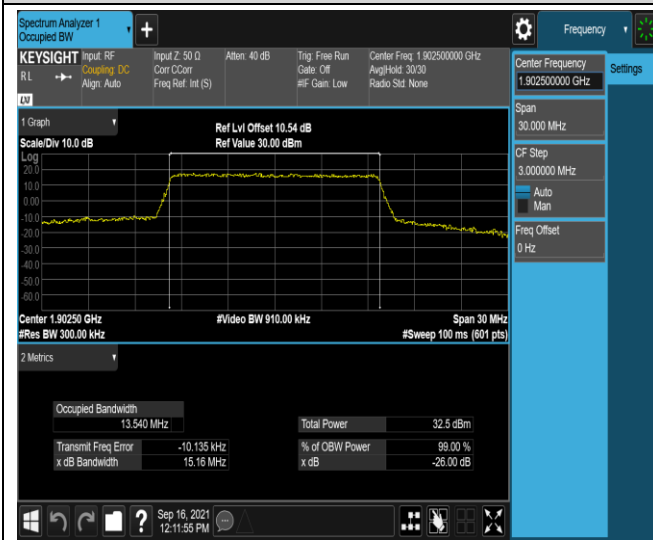 Spectrum Analyzer 1
Occupied BW
+
Frequency
KEYSIGHT Input: RF Input Z: 50 Ω Atten: 40 dB Trig: Free Run Center Freq: 1.902500000 GHz
RL Coupling: DC Corr CCorr Gate: Off Avg|Hold: 30/30
Align: Auto Freq Ref: Int (S) #IF Gain: Low Radio Std: None
LXI
Center Frequency
1.902500000 GHz
Settings
Span
30.000 MHz
CF Step
3.000000 MHz
Auto
Man
Freq Offset
0 Hz
1 Graph
Ref Lvl Offset 10.54 dB
Scale/Div 10.0 dB Ref Value 30.00 dBm
Log
20.0
10.0
0.00
-10.0
-20.0
-30.0
-40.0
-50.0
-60.0
Center 1.90250 GHz #Video BW 910.00 kHz Span 30 MHz
#Res BW 300.00 kHz #Sweep 100 ms (601 pts)
2 Metrics
Occupied Bandwidth
13.540 MHz Total Power 32.5 dBm
Transmit Freq Error -10.135 kHz % of OBW Power 99.00 %
x dB Bandwidth 15.16 MHz x dB -26.00 dB
? Sep 16, 2021
12:11:55 PM